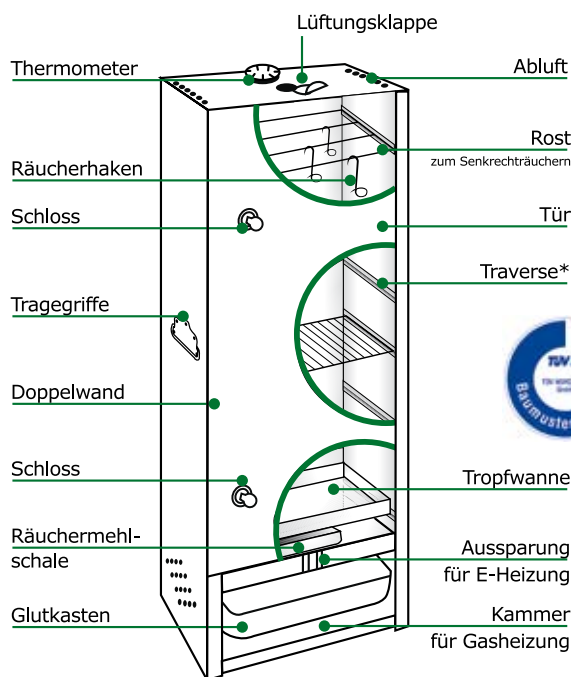 Lüftungsklappe
Thermometer
Abluft
Rost
zum Senkrechträuchern
Räucherhaken
Schloss
Tür
Traverse*
Tragegriffe
TÜV
Doppelwand
Schloss
Tropfwanne
Räuchermehl-
schale
Aussparung
für E-Heizung
Glutkasten
Kammer
für Gasheizung